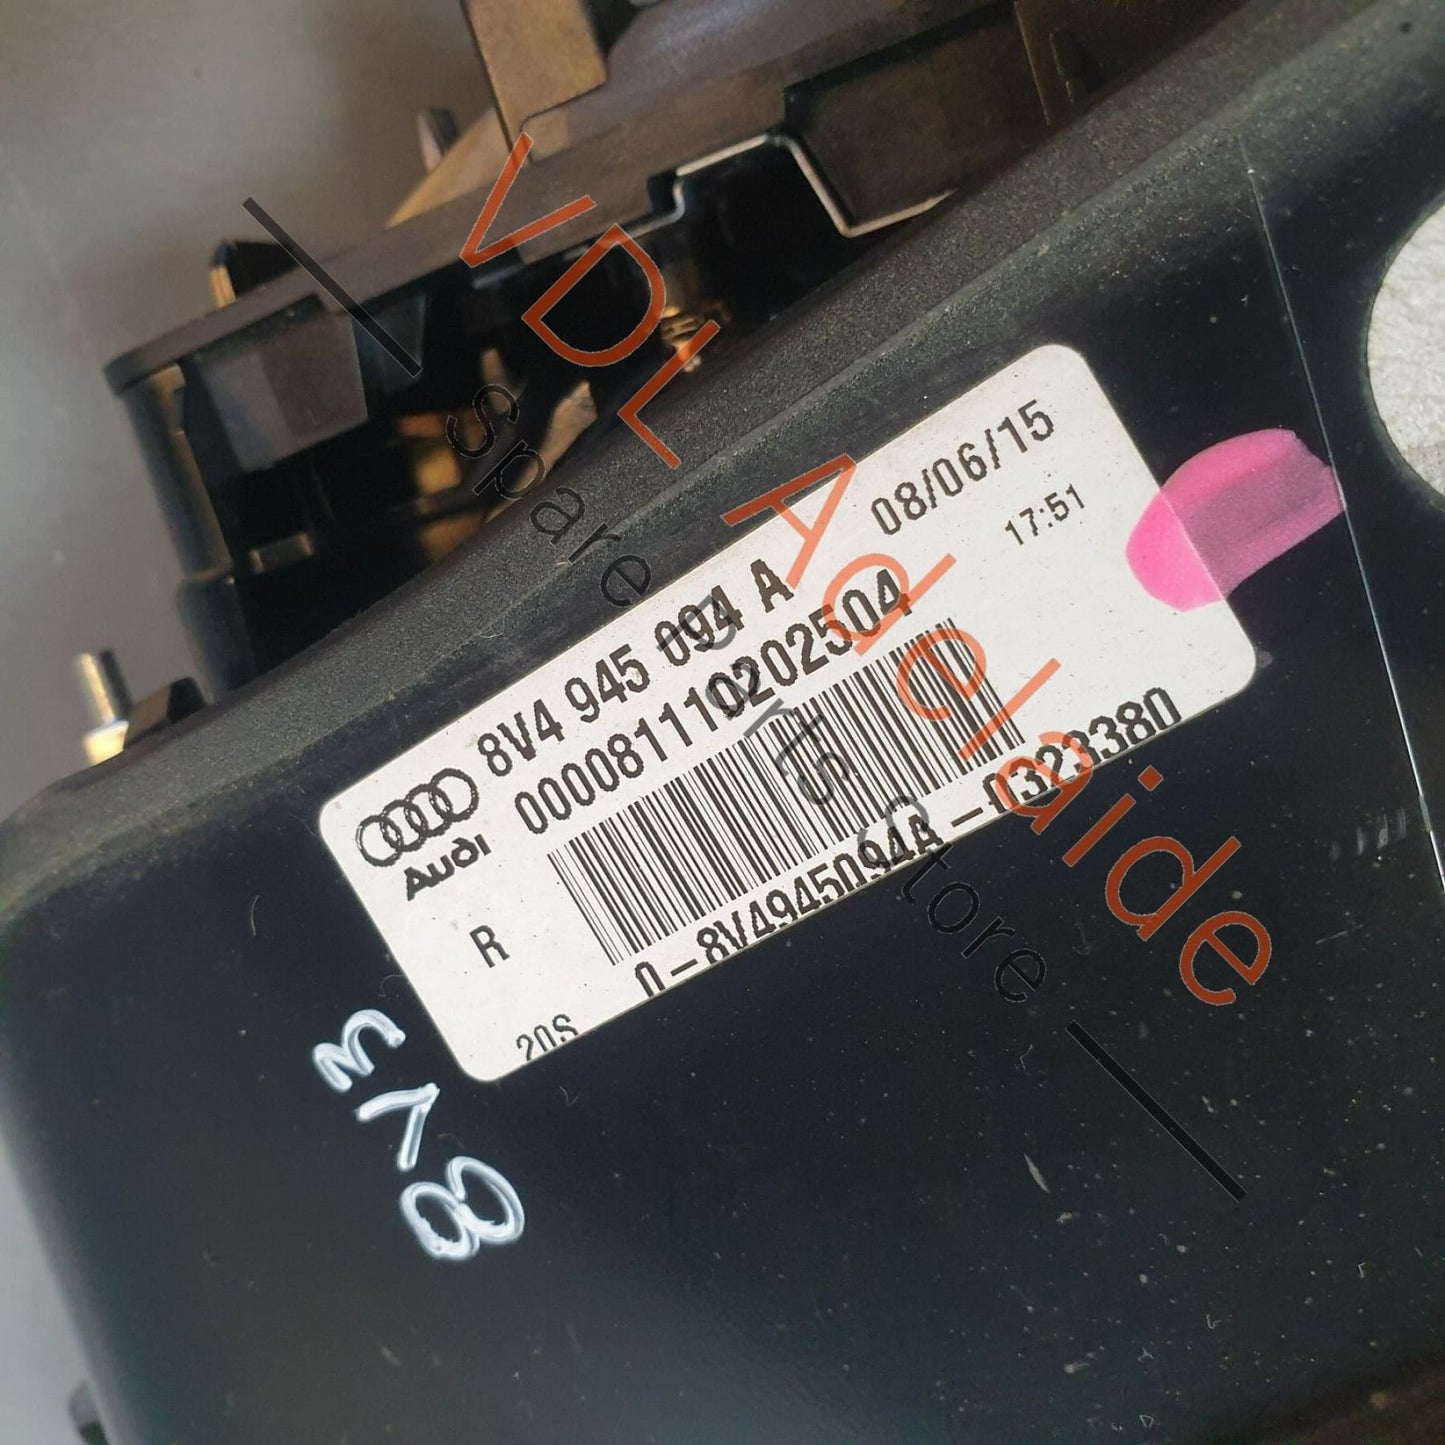 08/06/15
17:51
8V4 945 094 A
00008111020250​4
AUDI
R
0-8V4945094A-0323380
20S
8V3
VDL Adelaide
Spare Parts Store